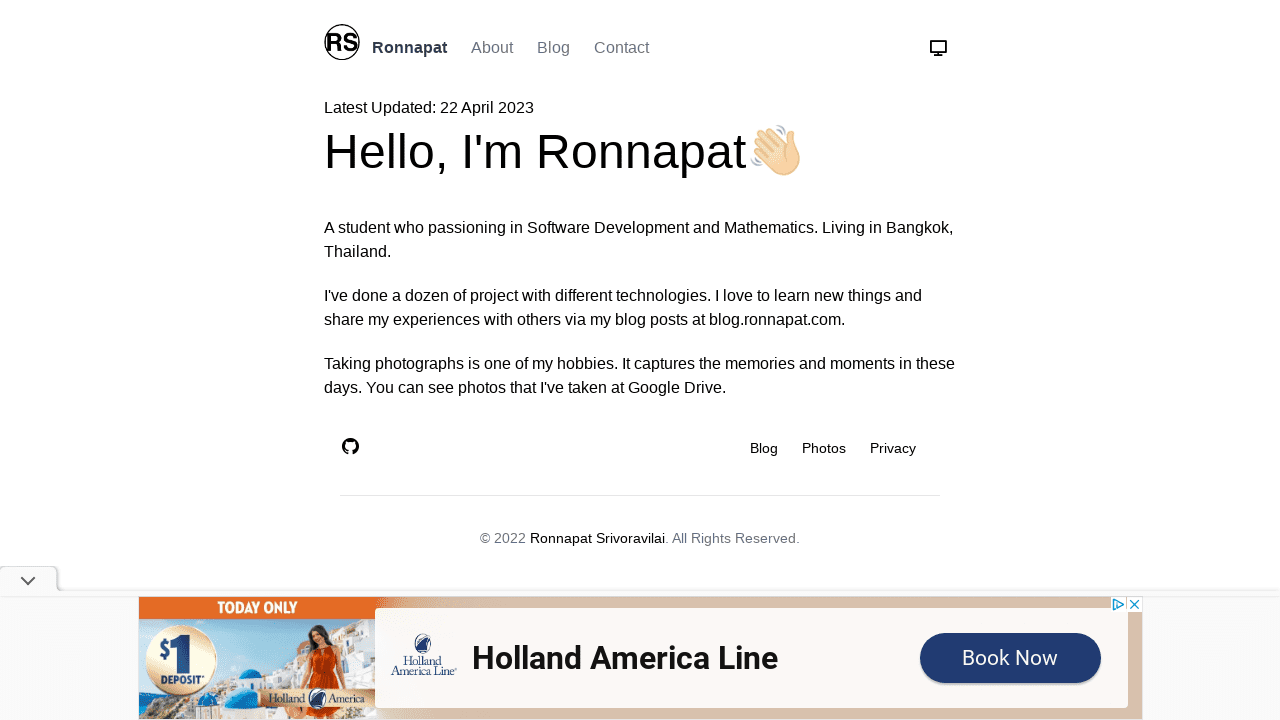 RS Ronnapat About Blog Contact
Latest Updated: 22 April 2023
Hello, I'm Ronnapat👋🏼
A student who passioning in Software Development and Mathematics. Living in Bangkok,
Thailand.
I've done a dozen of project with different technologies. I love to learn new things and
share my experiences with others via my blog posts at blog.ronnapat.com.
Taking photographs is one of my hobbies. It captures the memories and moments in these
days. You can see photos that I've taken at Google Drive.
Blog Photos Privacy
© 2022 Ronnapat Srivoravilai. All Rights Reserved.
TODAY ONLY
$1
DEPOSIT*
Holland America
Holland
America Line®
Holland America Line
Book Now